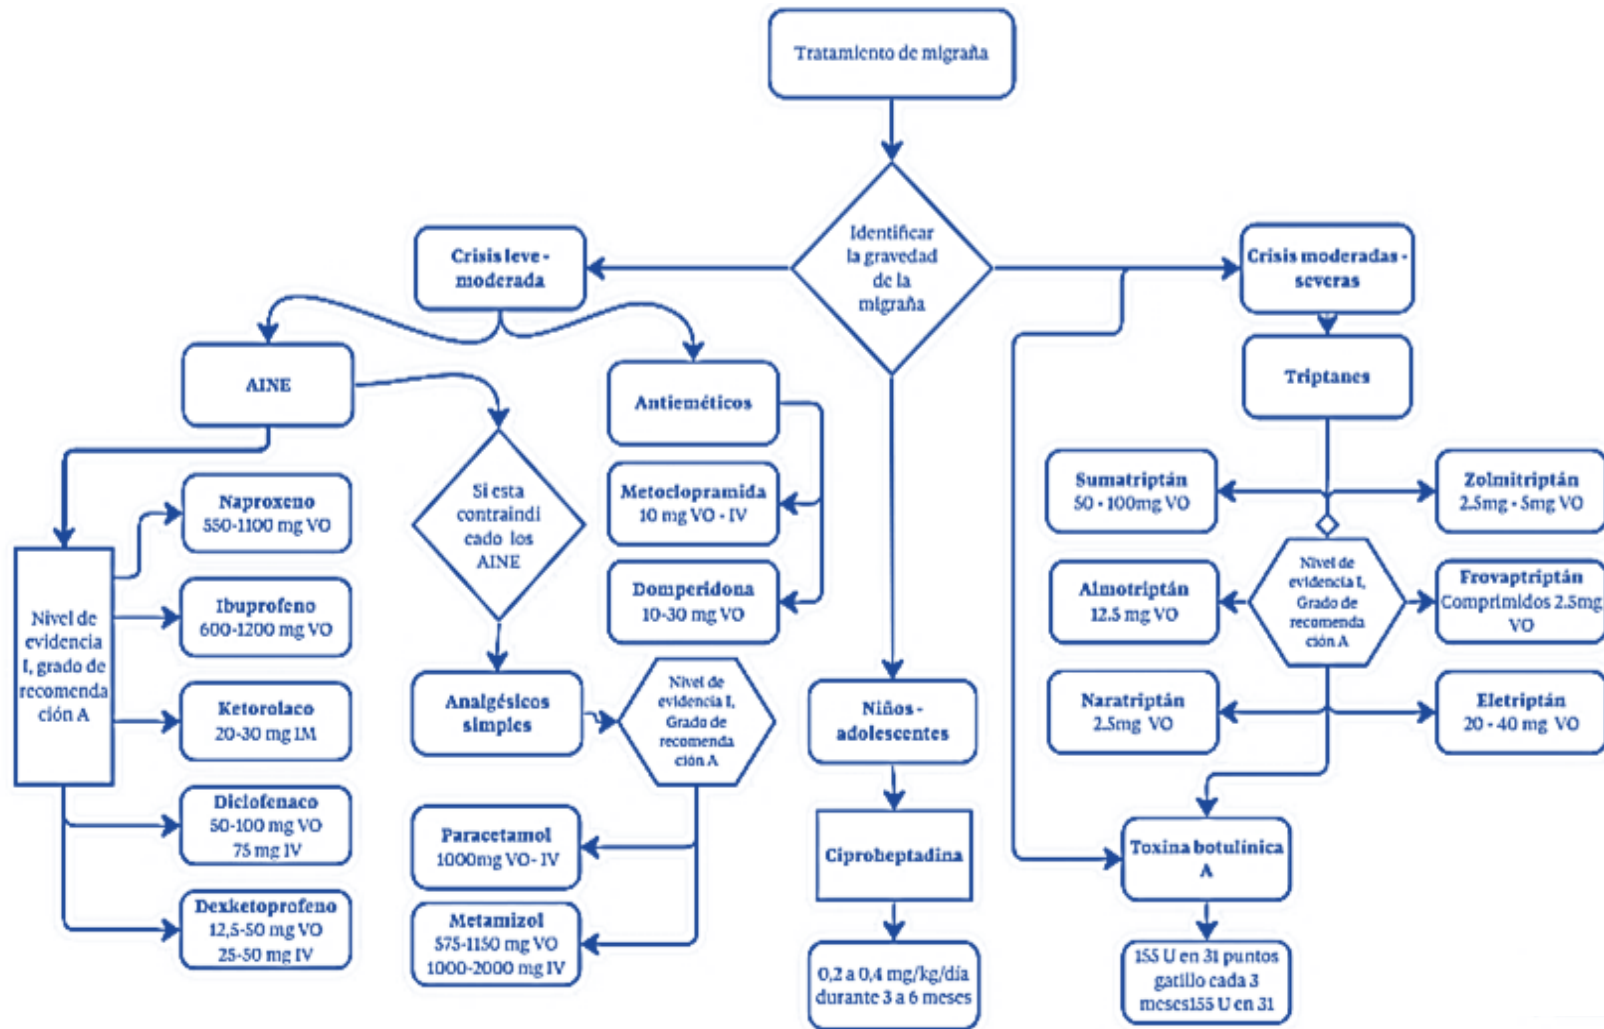 Tratamiento de migraña
Identificar
la gravedad
de la
migraña
Crisis leve -
moderada
Crisis moderadas -
severas
AINE
Antieméticos
Triptanes
Naproxeno
550-1100 mg VO
Si esta
contraindi
cado los
AINE
Metoclopramida
10 mg VO - IV
Sumatriptán
50 - 100mg VO
Zolmitriptán
2.5mg - 5mg VO
Nivel de
evidencia
I, grado de
recomenda
ción A
Ibuprofeno
600-1200 mg VO
Domperidona
10-30 mg VO
Almotriptán
12.5 mg VO
Nivel de
evidencia I,
Grado de
recomenda
ción A
Frovaptriptán
Comprimidos 2.5mg
VO
Ketorolaco
20-30 mg IM
Analgésicos
simples
Nivel de
evidencia I,
Grado de
recomenda
ción A
Niños -
adolescentes
Naratriptán
2.5mg VO
Eletriptán
20 - 40 mg VO
Diclofenaco
50-100 mg VO
75 mg IV
Paracetamol
1000mg VO- IV
Ciproheptadina
Toxina botulínica
A
Dexketoprofeno
12,5-50 mg VO
25-50 mg IV
Metamizol
575-1150 mg VO
1000-2000 mg IV
0,2 a 0,4 mg/kg/día
durante 3 a 6 meses
155 U en 31 puntos
gatillo cada 3
meses155 U en 31